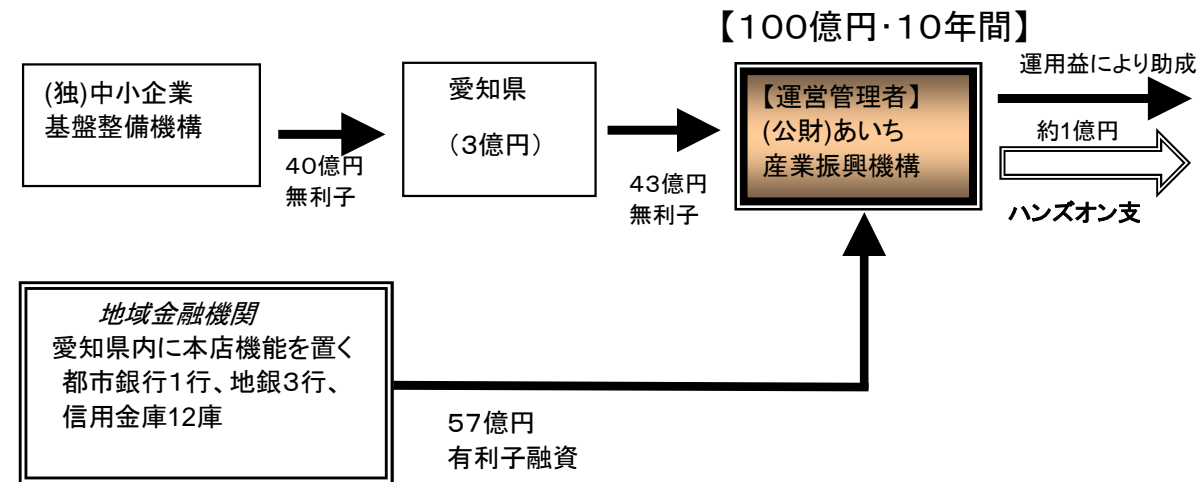 【100億円・10年間】
(独)中小企業
基盤整備機構
40億円
無利子
愛知県
（3億円）
43億円
無利子
【運営管理者】
(公財)あいち
産業振興機構
運用益により助成
約1億円
ハンズオン支
地域金融機関
愛知県内に本店機能を置く
都市銀行1行、地銀3行、
信用金庫12庫
57億円
有利子融資